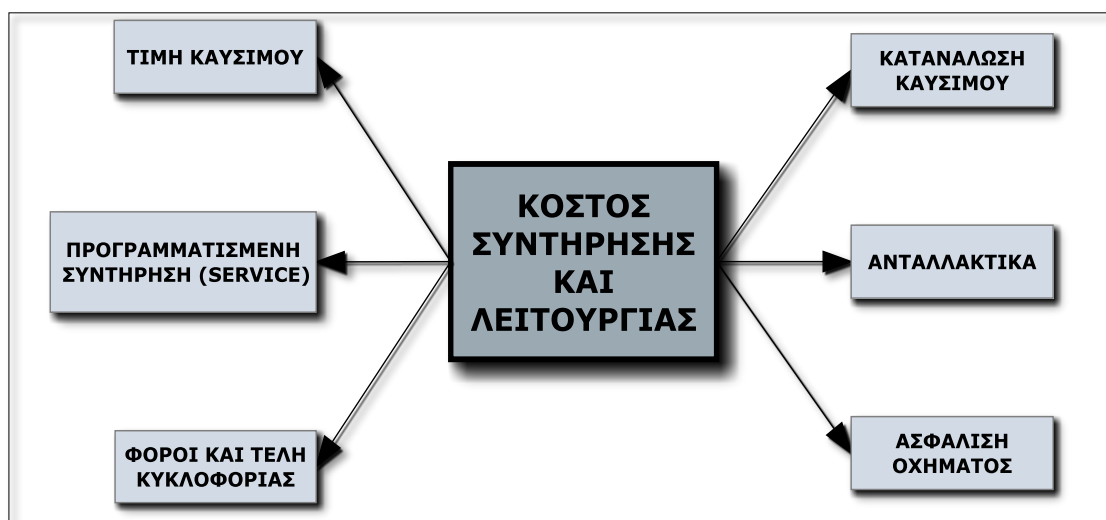 ΤΙΜΗ ΚΑΥΣΙΜΟΥ
ΚΑΤΑΝΑΛΩΣΗ
ΚΑΥΣΙΜΟΥ
ΚΟΣΤΟΣ
ΣΥΝΤΗΡΗΣΗΣ
ΚΑΙ
ΛΕΙΤΟΥΡΓΙΑΣ
ΠΡΟΓΡΑΜΜΑΤΙΣΜΕΝΗ
ΣΥΝΤΗΡΗΣΗ (SERVICE)
ΑΝΤΑΛΛΑΚΤΙΚΑ
ΦΟΡΟΙ ΚΑΙ ΤΕΛΗ
ΚΥΚΛΟΦΟΡΙΑΣ
ΑΣΦΑΛΙΣΗ
ΟΧΗΜΑΤΟΣ